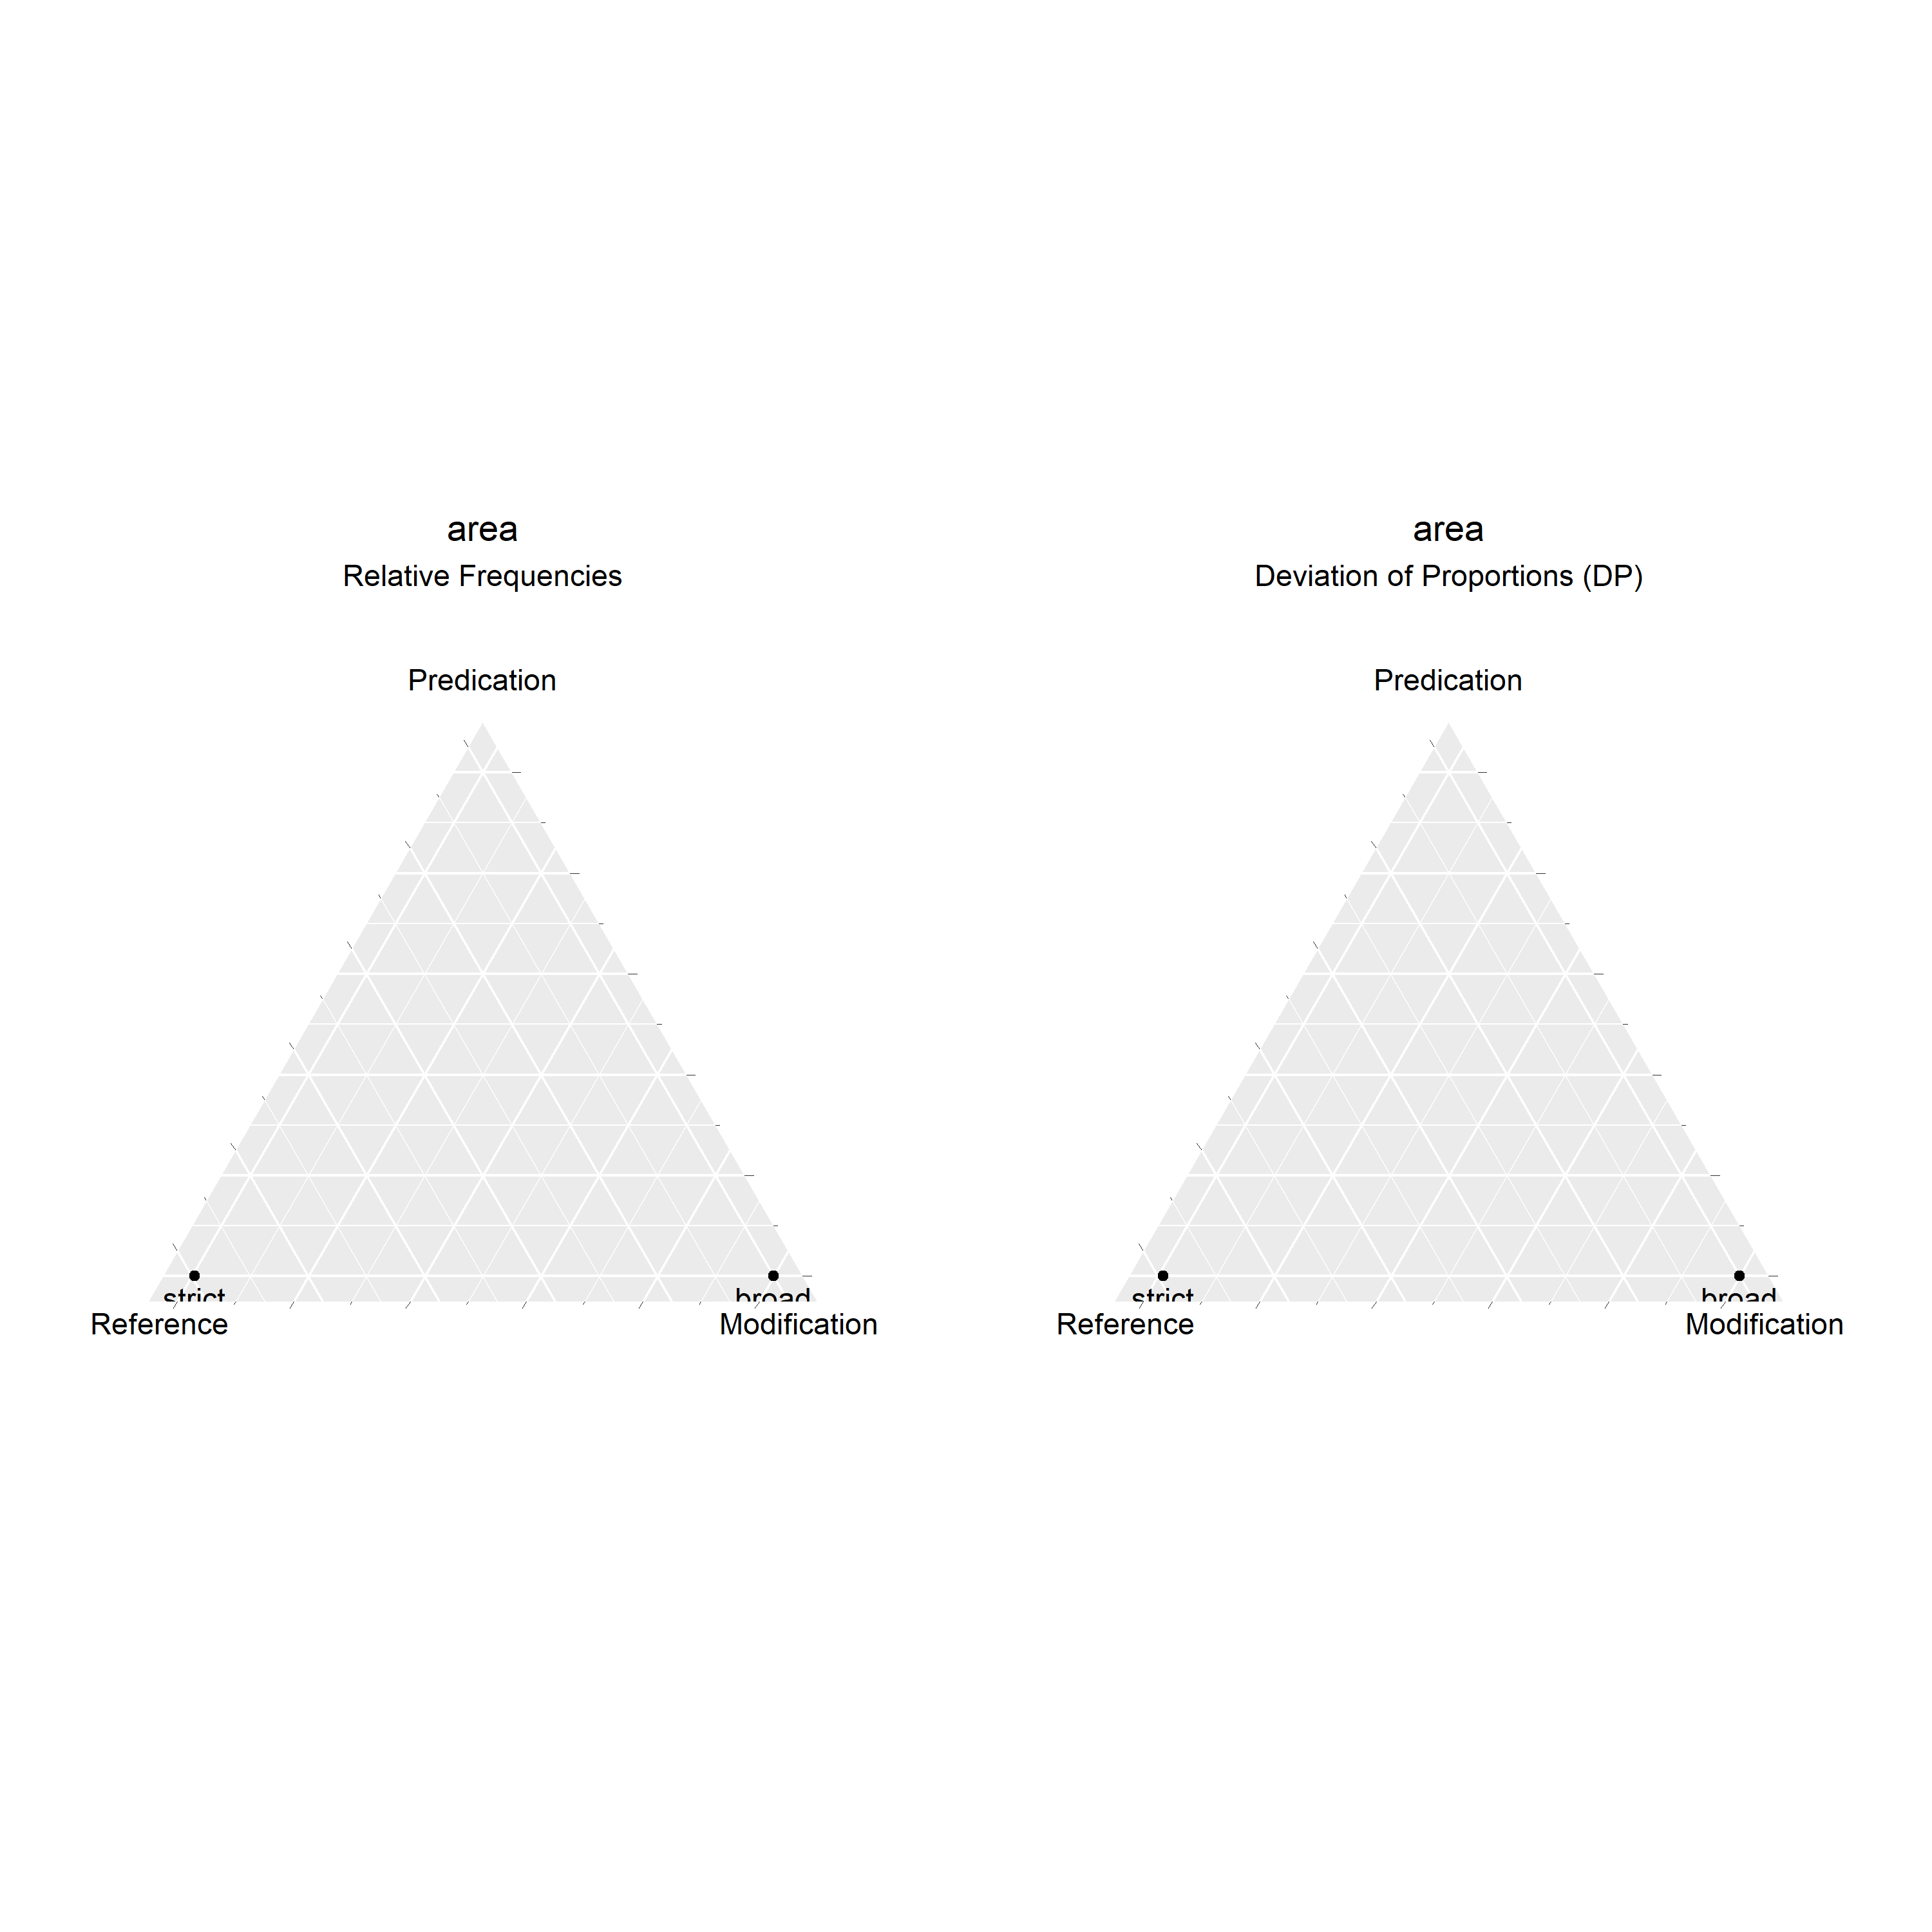 area
Relative Frequencies
Predication
strict
broad
Reference
Modification
area
Deviation of Proportions (DP)
Predication
strict
broad
Reference
Modification